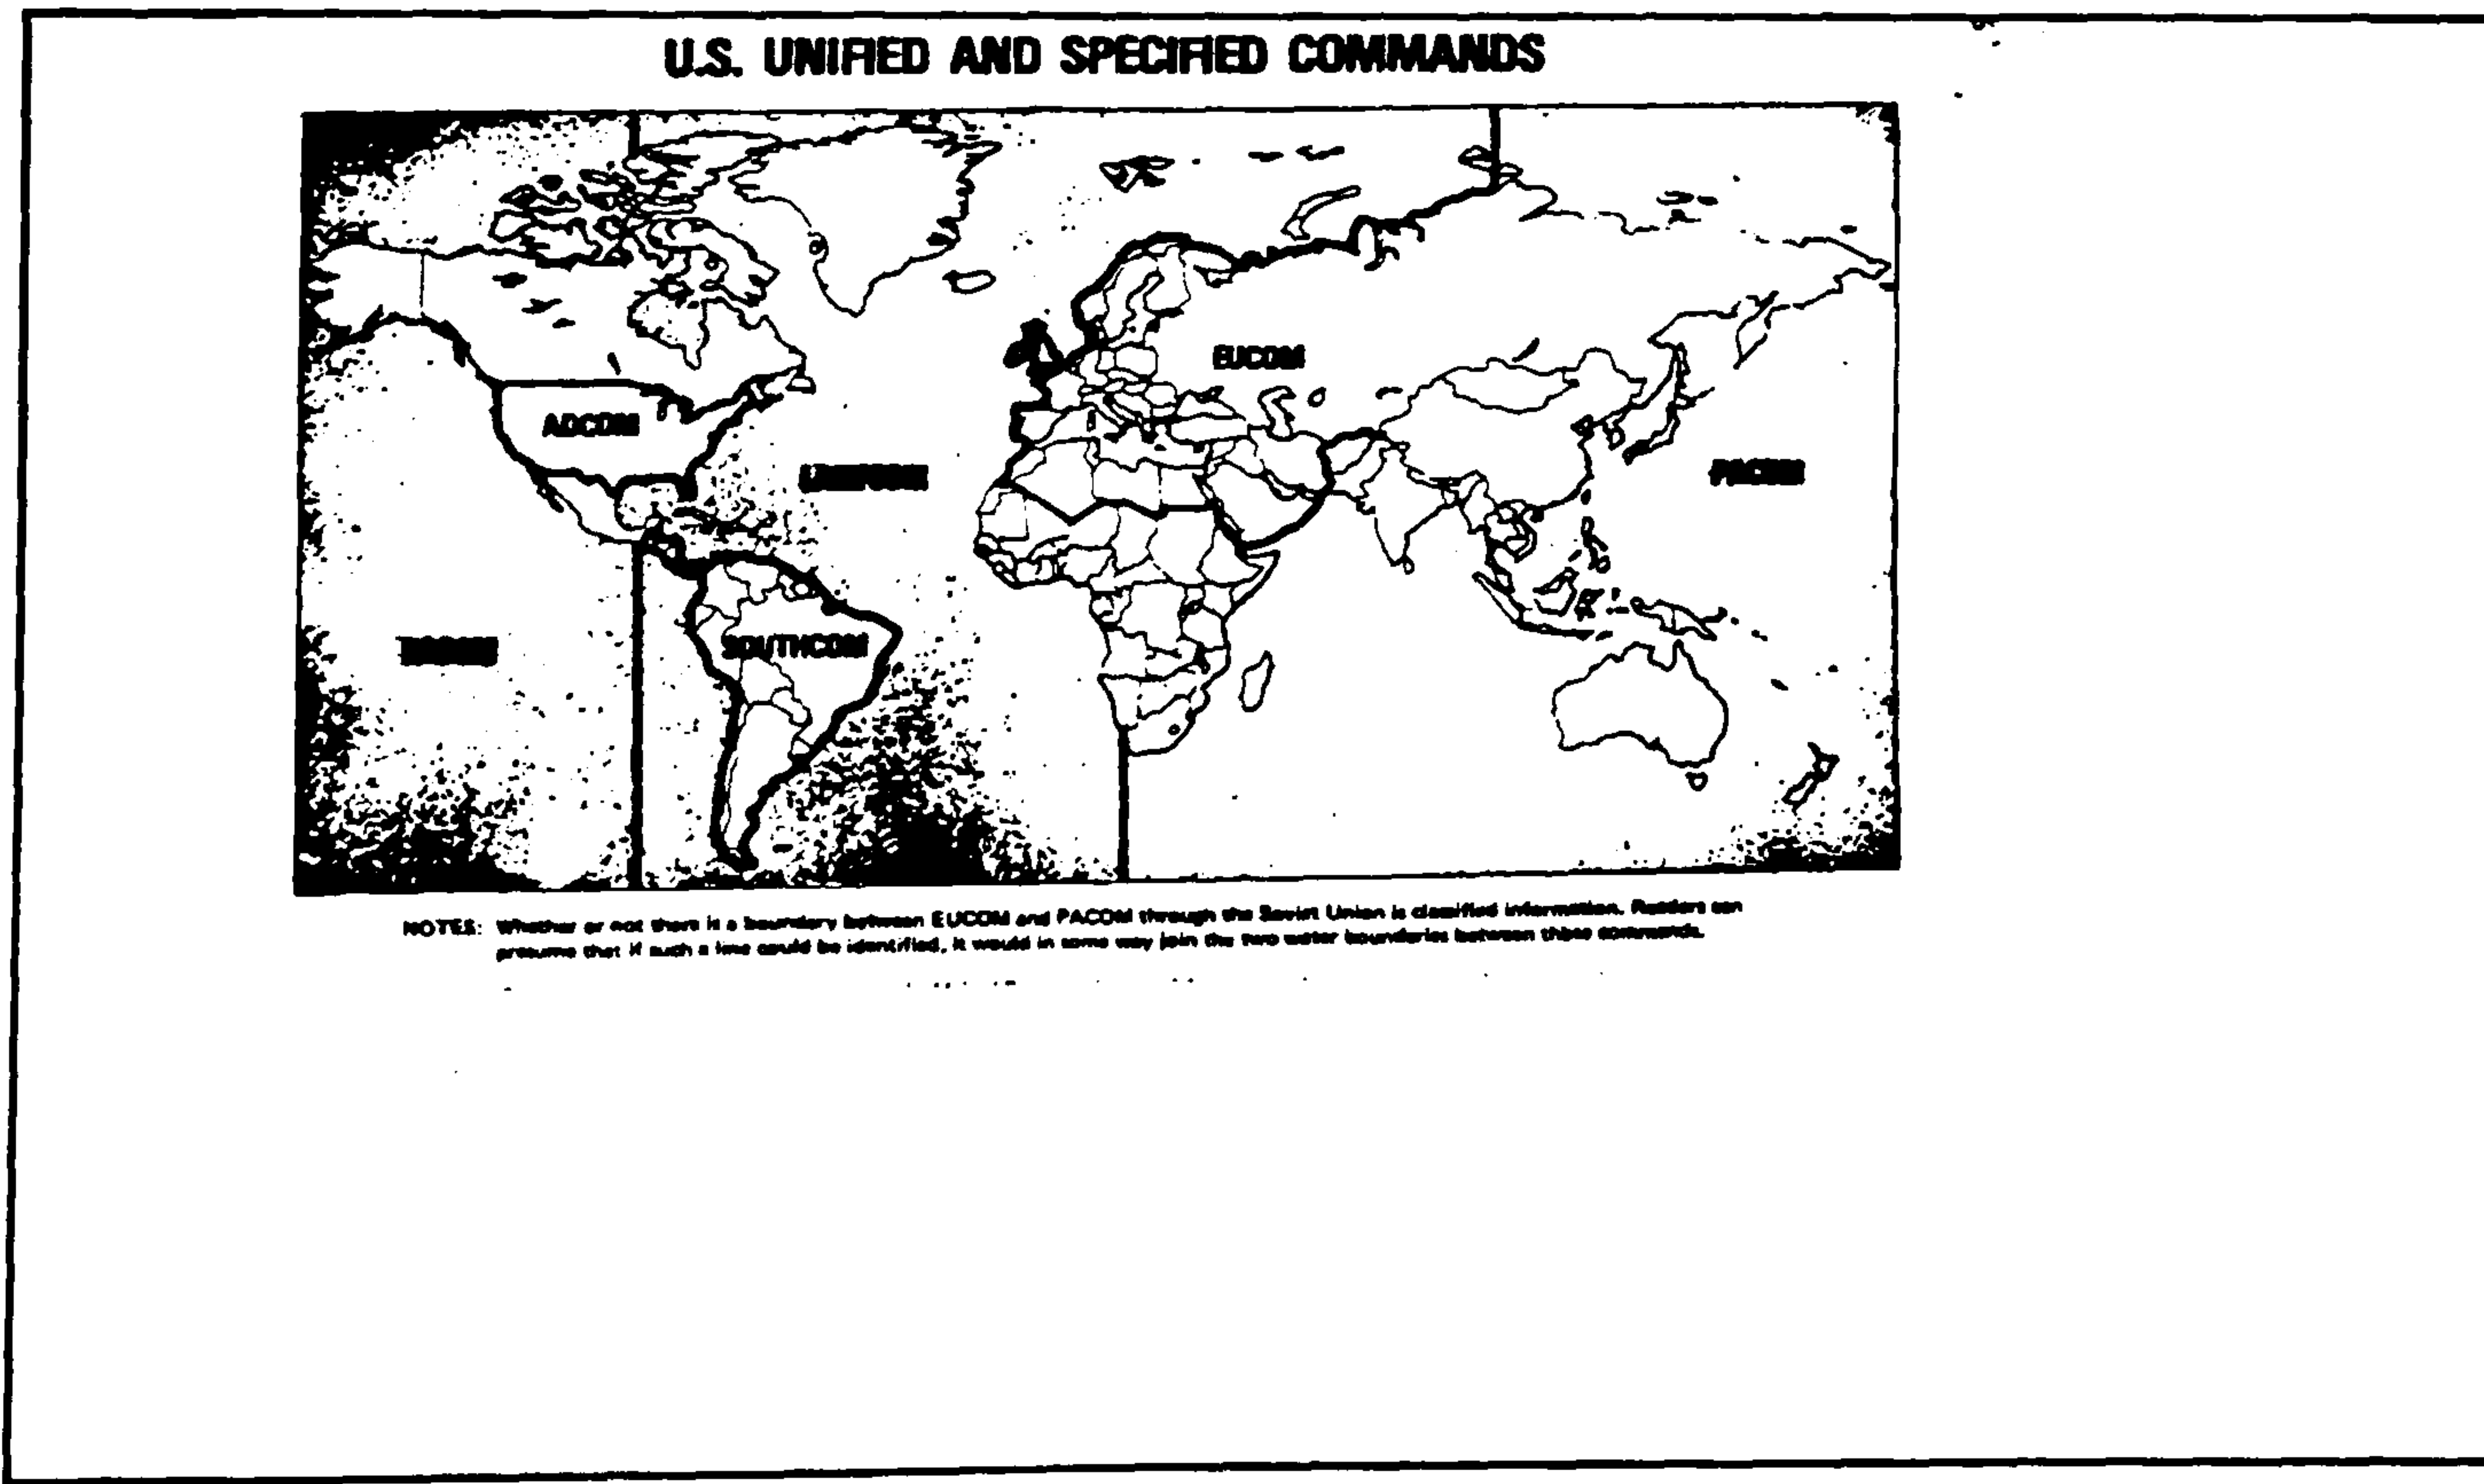 U.S. UNIFIED AND SPECIFIED COMMANDS
EUCOM
ADCOM
PACOM
SOUTHCOM
NOTES: Whether or not there is a boundary between EUCOM and PACOM through the Soviet Union is classified information. Readers can
presume that if such a line could be identified, it would in some way join the two water boundaries between these commands.